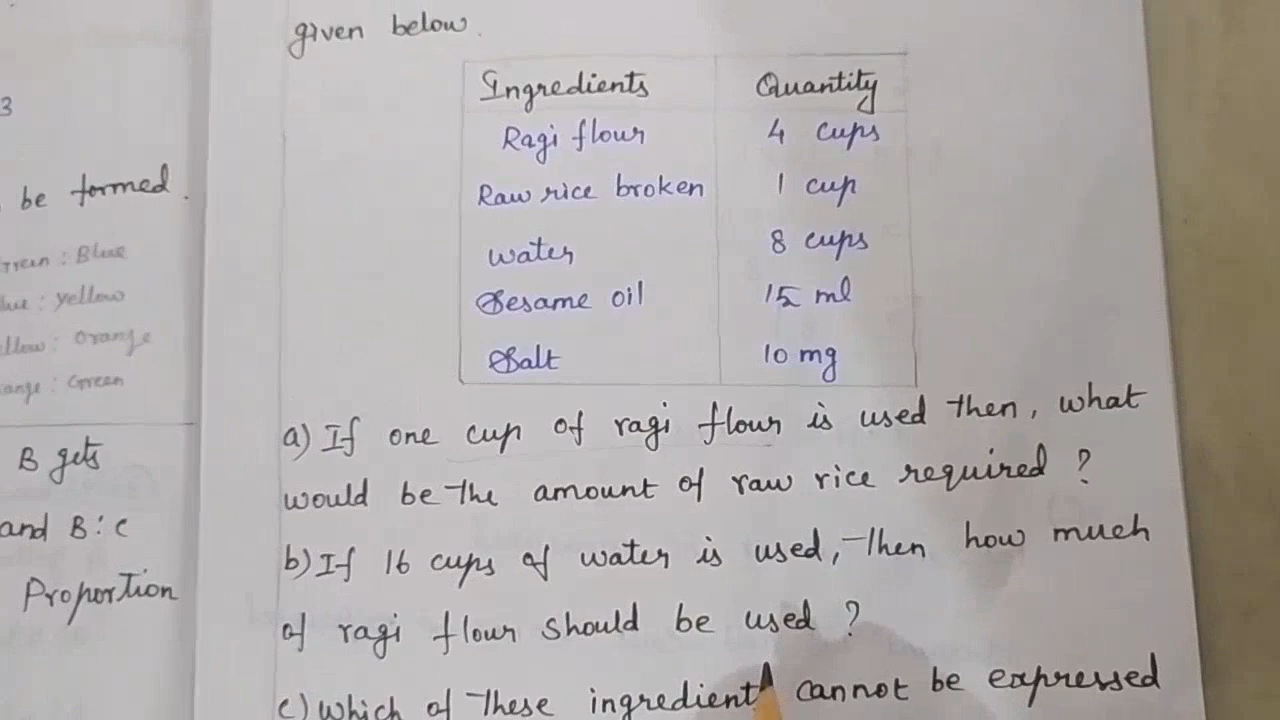 given below.
3
be formed.
Green : Blue
Blue : yellow
Yellow : Orange
Orange : Green
B gets
and B : C
Proportion
Ingredients Quantity
Ragi flour 4 cups
Raw rice broken 1 cup
water 8 cups
Sesame oil 15 ml
Salt 10 mg
a) If one cup of ragi flour is used then, what
would be the amount of raw rice required ?
b) If 16 cups of water is used, then how much
of ragi flour should be used ?
c) Which of these ingredient cannot be expressed